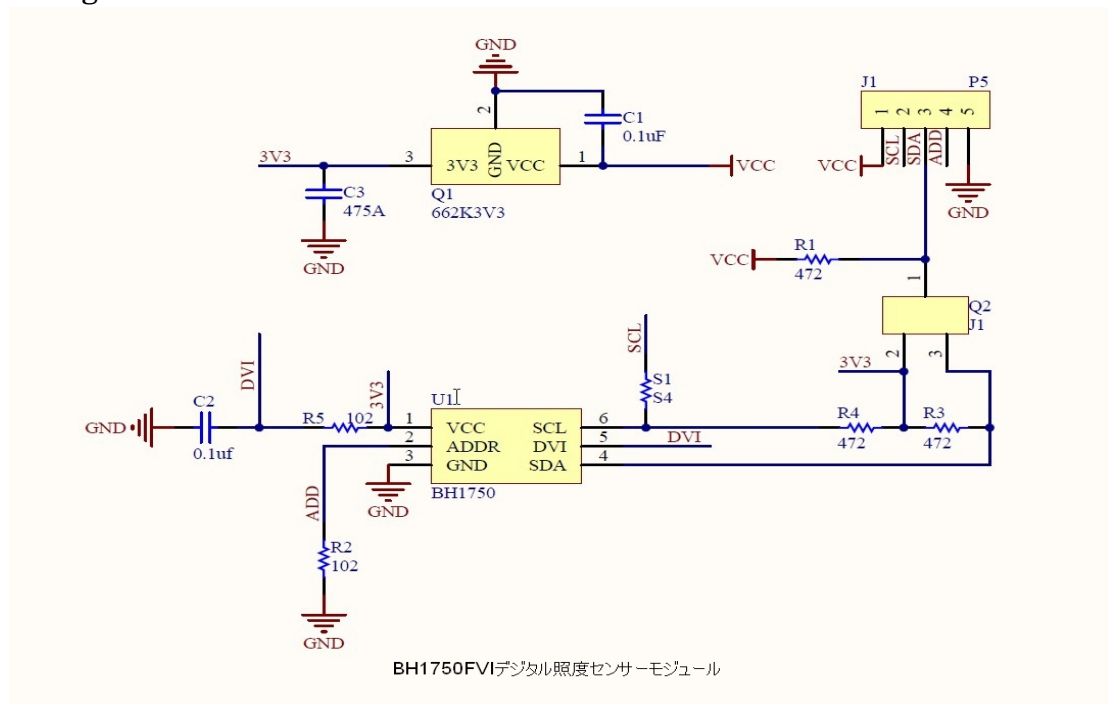 GND
J1 P5
2
C1
0.1uF
1 2 3 4 5
3V3
3
3V3 GND VCC
1
VCC
VCC
SCL
SDA
ADD
C3
475A
Q1
662K3V3
GND
GND
R1
VCC
472
1
Q2
J1
DVI
SCL
2
3
3V3
3V3
S1
S4
C2
U1
GND
R5 102
1
VCC SCL
6
R4
R3
0.1uf
2
ADDR DVI
5
DVI
472
472
3
GND SDA
4
BH1750
GND
ADD
R2
102
GND
BH1750FVIデジタル照度センサーモジュール